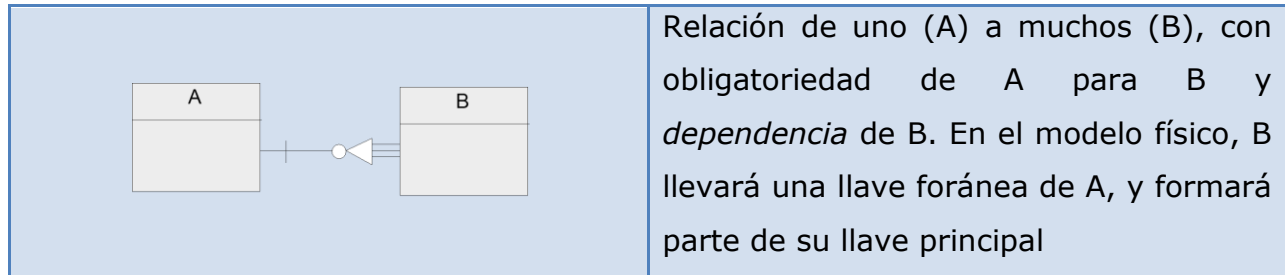 A
B
Relación de uno (A) a muchos (B), con
obligatoriedad de A para B y
dependencia de B. En el modelo físico, B
llevará una llave foránea de A, y formará
parte de su llave principal